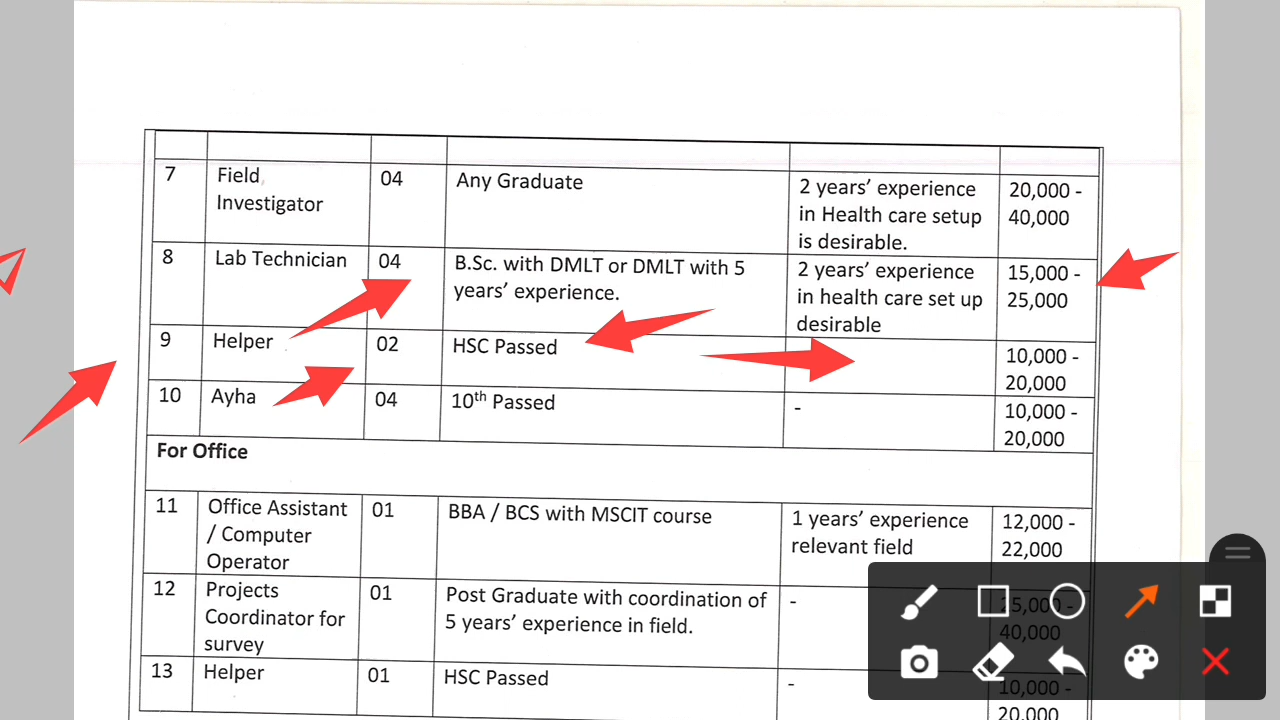 7 Field Investigator 04 Any Graduate 2 years’ experience in Health care setup is desirable. 20,000 - 40,000
8 Lab Technician 04 B.Sc. with DMLT or DMLT with 5 years’ experience. 2 years’ experience in health care set up desirable 15,000 - 25,000
9 Helper 02 HSC Passed 10,000 - 20,000
10 Ayha 04 10th Passed - 10,000 - 20,000
For Office
11 Office Assistant / Computer Operator 01 BBA / BCS with MSCIT course 1 years’ experience relevant field 12,000 - 22,000
12 Projects Coordinator for survey 01 Post Graduate with coordination of 5 years’ experience in field. - 25,000 - 40,000
13 Helper 01 HSC Passed - 10,000 - 20,000